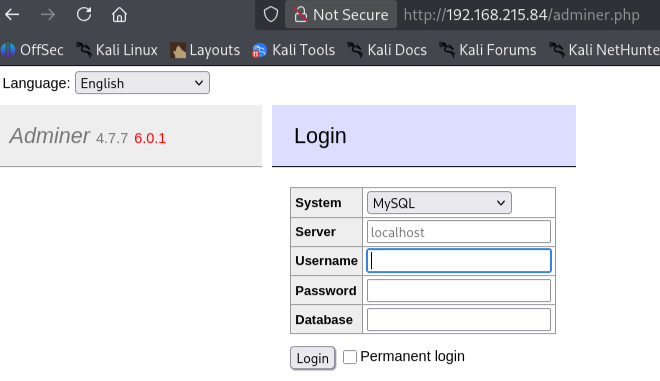 Not Secure http://192.168.215.84/adminer.php
OffSec Kali Linux Layouts Kali Tools Kali Docs Kali Forums Kali NetHunte
Language: English
Adminer 4.7.7 6.0.1
Login
System MySQL
Server localhost
Username
Password
Database
Login Permanent login